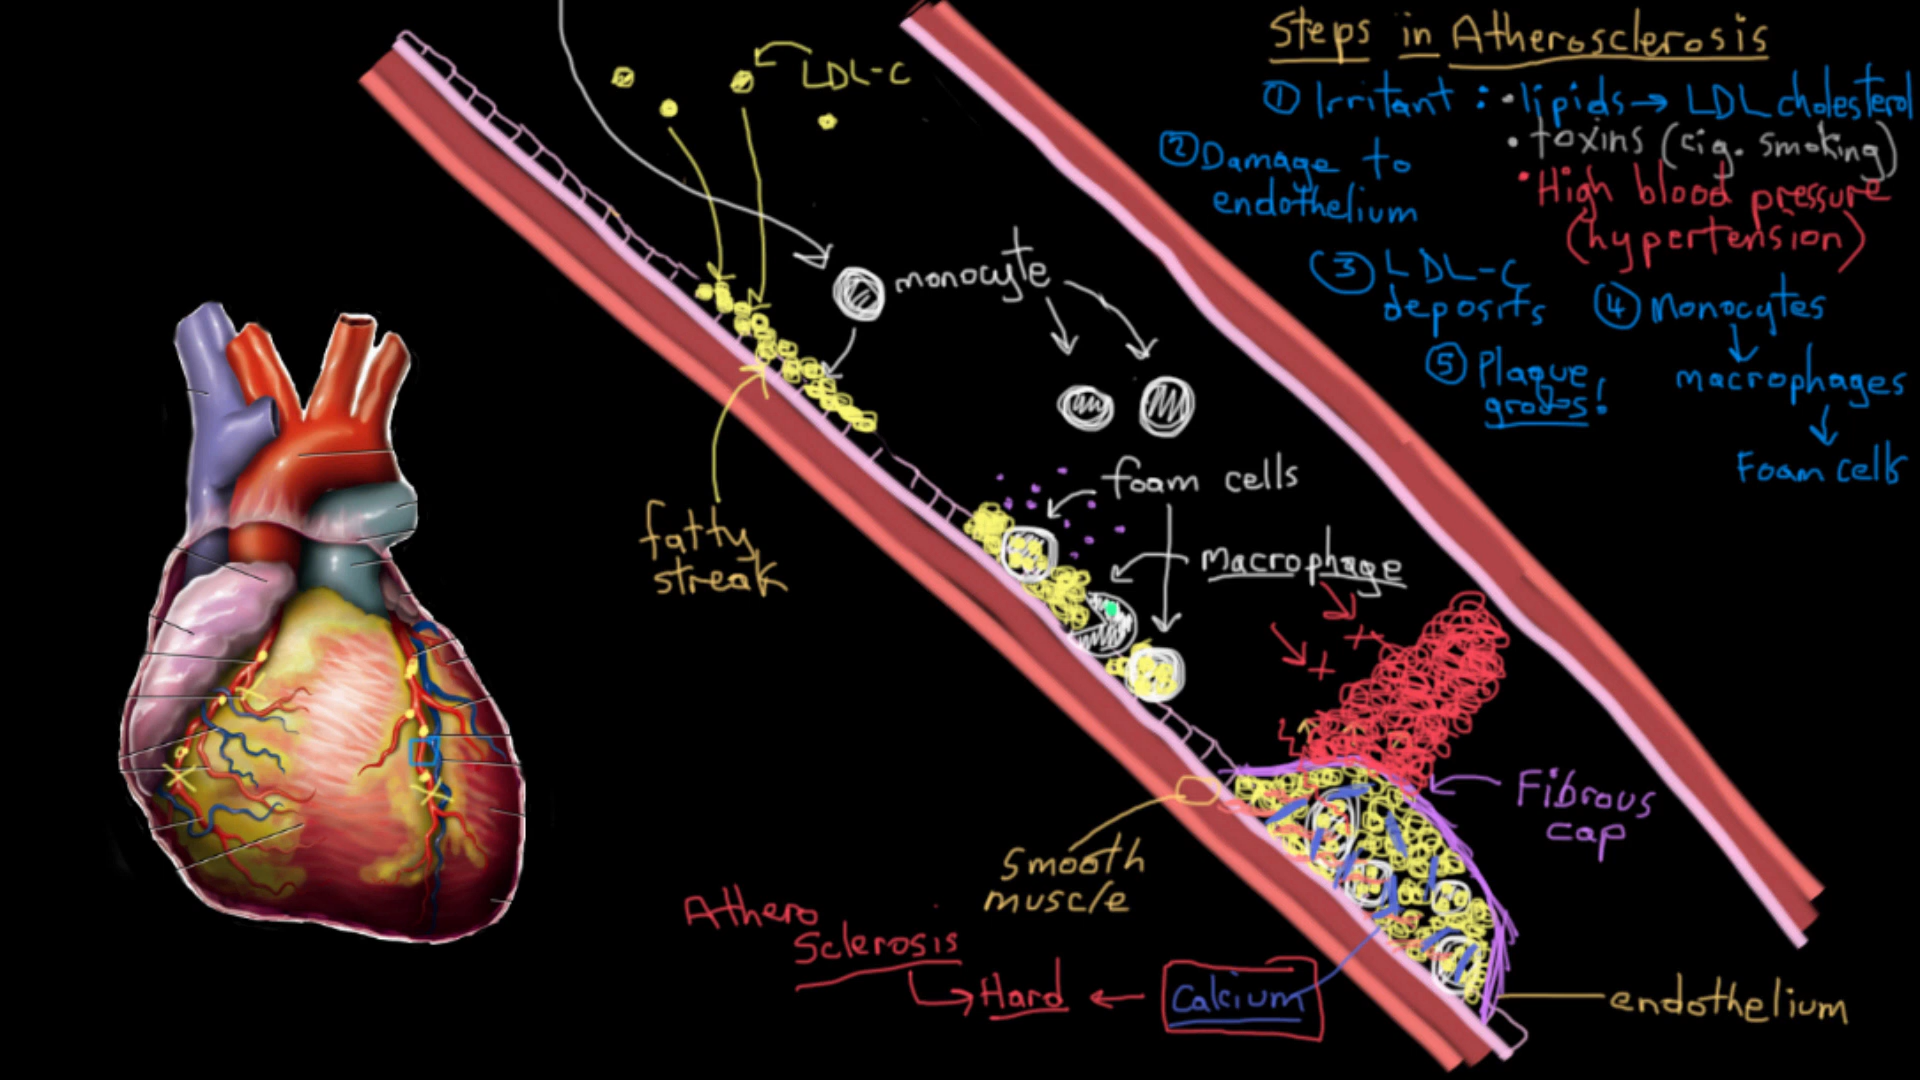 Steps in Atherosclerosis
① Irritant : • lipids → LDL cholesterol
• toxins (cig. smoking)
• High blood pressure
(hypertension)
② Damage to
endothelium
③ LDL-C
deposits
④ Monocytes
↓
macrophages
↓
Foam cells
⑤ Plaque
grows!
LDL-C
monocyte
foam cells
Macrophage
fatty
streak
Fibrous
cap
smooth
muscle
Athero
Sclerosis
Hard ← Calcium
endothelium